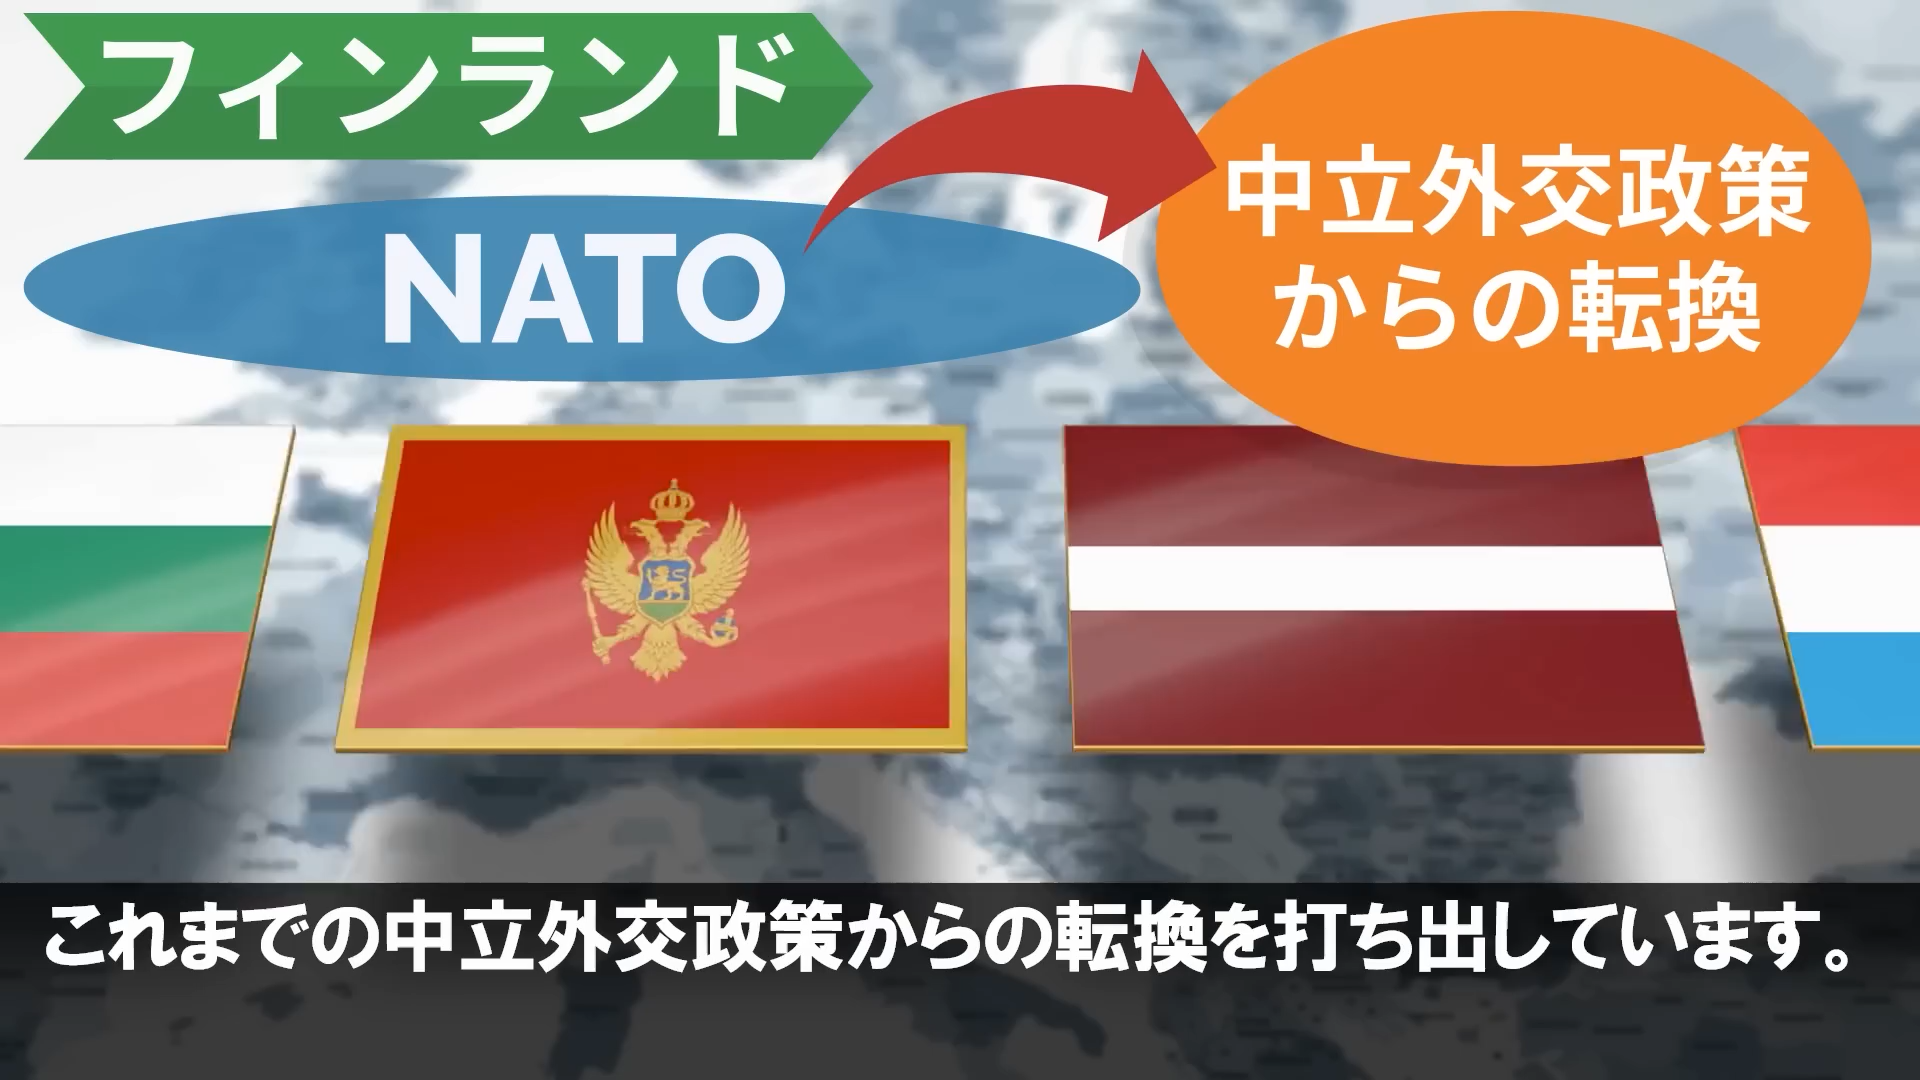 フィンランド
NATO
中立外交政策
からの転換
これまでの中立外交政策からの転換を打ち出しています。